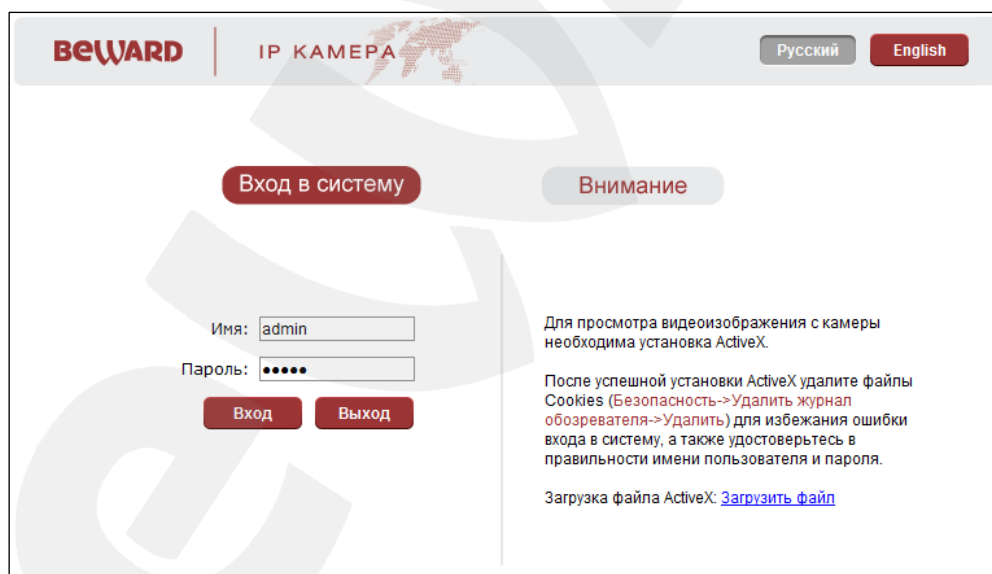 BEWARD
IP КАМЕРА
Русский
English
Вход в систему
Внимание
Имя: admin
Пароль: •••••
Вход
Выход
Для просмотра видеоизображения с камеры
необходима установка ActiveX.
После успешной установки ActiveX удалите файлы
Cookies (Безопасность->Удалить журнал
обозревателя->Удалить) для избежания ошибки
входа в систему, а также удостоверьтесь в
правильности имени пользователя и пароля.
Загрузка файла ActiveX: Загрузить файл